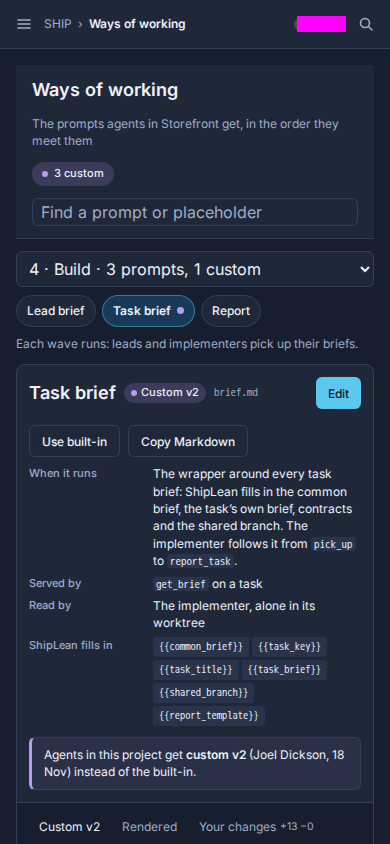 SHIP › Ways of working
Ways of working
The prompts agents in Storefront get, in the order they
meet them
3 custom
Find a prompt or placeholder
4 · Build · 3 prompts, 1 custom
Lead brief Task brief Report
Each wave runs: leads and implementers pick up their briefs.
Task brief Custom v2 brief.md Edit
Use built-in Copy Markdown
When it runs The wrapper around every task
brief: ShipLean fills in the common
brief, the task’s own brief, contracts
and the shared branch. The
implementer follows it from pick_up
to report_task.
Served by get_brief on a task
Read by The implementer, alone in its
worktree
ShipLean fills in {{common_brief}} {{task_key}}
{{task_title}} {{task_brief}}
{{shared_branch}}
{{report_template}}
Agents in this project get custom v2 (Joel Dickson, 18
Nov) instead of the built-in.
Custom v2 Rendered Your changes +13 −0